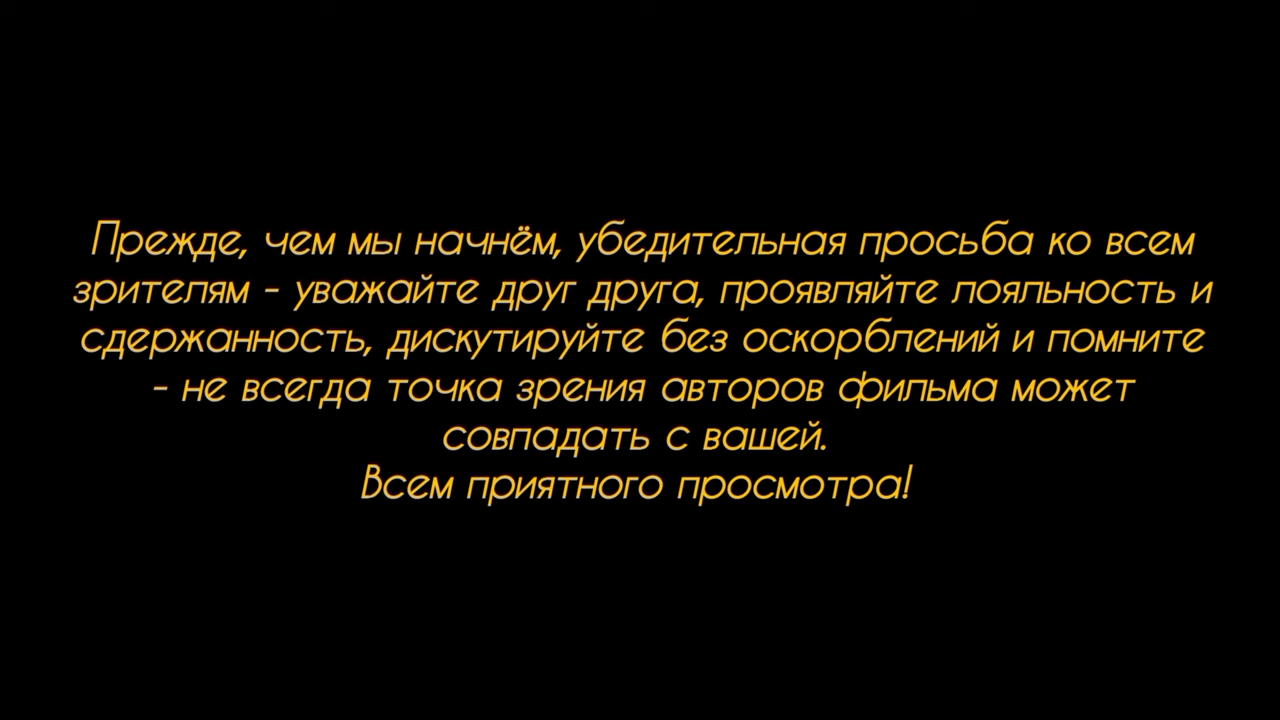 Прежде, чем мы начнём, убедительная просьба ко всем
зрителям - уважайте друг друга, проявляйте лояльность и
сдержанность, дискутируйте без оскорблений и помните
- не всегда точка зрения авторов фильма может
совпадать с вашей.
Всем приятного просмотра!